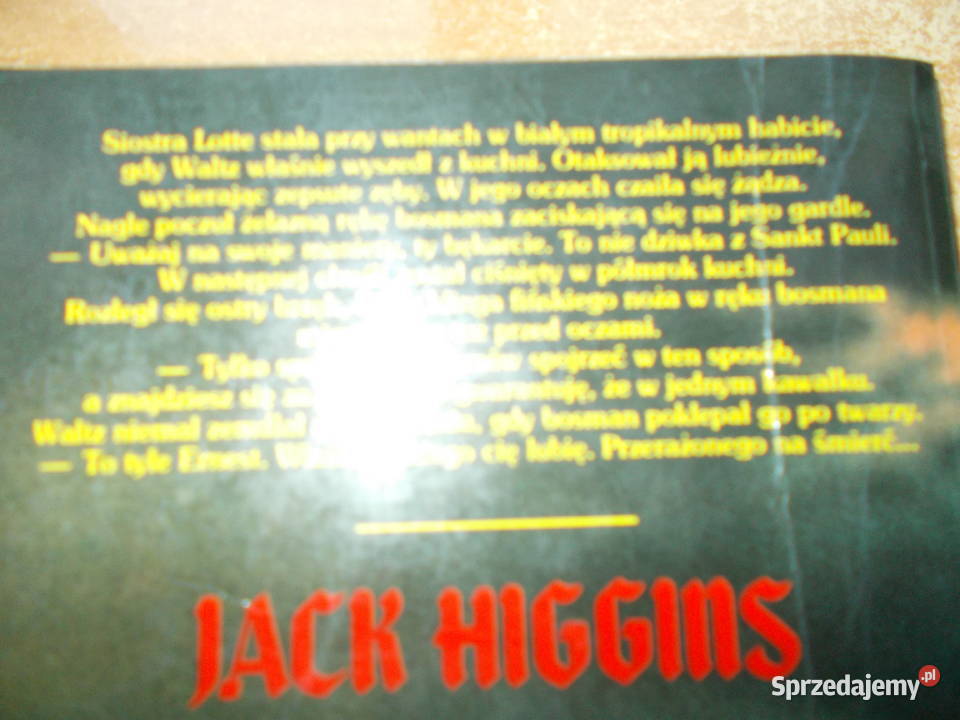 Siostra Lotte stała przy wantach w białym tropikalnym habicie,
gdy Waltz właśnie wyszedł z kuchni. Otaksował ją lubieżnie,
wycierając zepsute zęby. W jego oczach czaiła się żądza.
Nagle poczuł żelazną rękę bosmana zaciskającą się na jego gardle.
— Uważaj na swoje maniery, ty bękarcie. To nie dziwka z Sankt Pauli.
W następnej ciśnięty w półmrok kuchni.
Rozległ się ostry fińskiego noża w ręku bosmana
przed oczami.
— Tylko spojrzeć w ten sposób,
a znajdziesz się że w jednym kawałku.
Waltz niemal gdy bosman poklepał go po twarzy.
— To tyle Ernest. cię lubię. Przerażonego na śmierć...
JACK HIGGINS
Sprzedajemy.pl